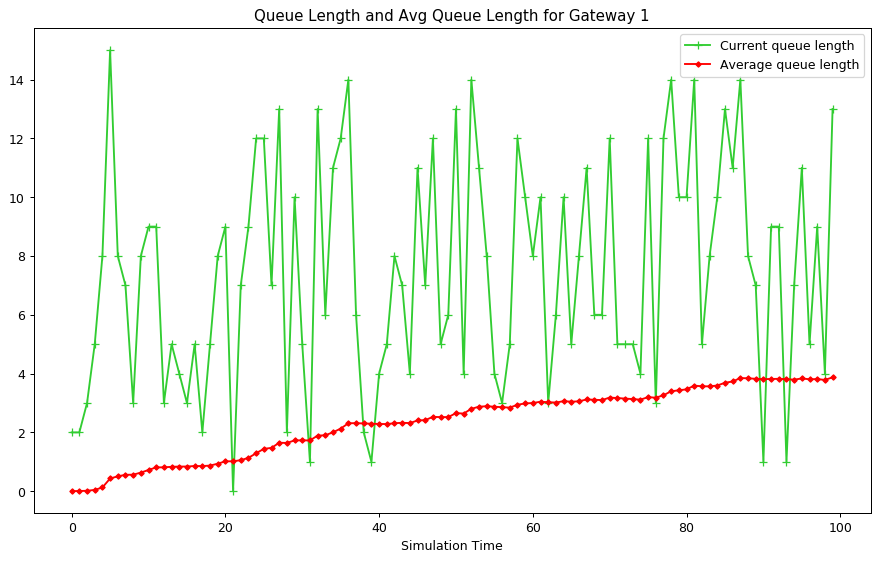 Queue Length and Avg Queue Length for Gateway 1
Current queue length
Average queue length
14
12
10
8
6
4
2
0
0 20 40 60 80 100
Simulation Time